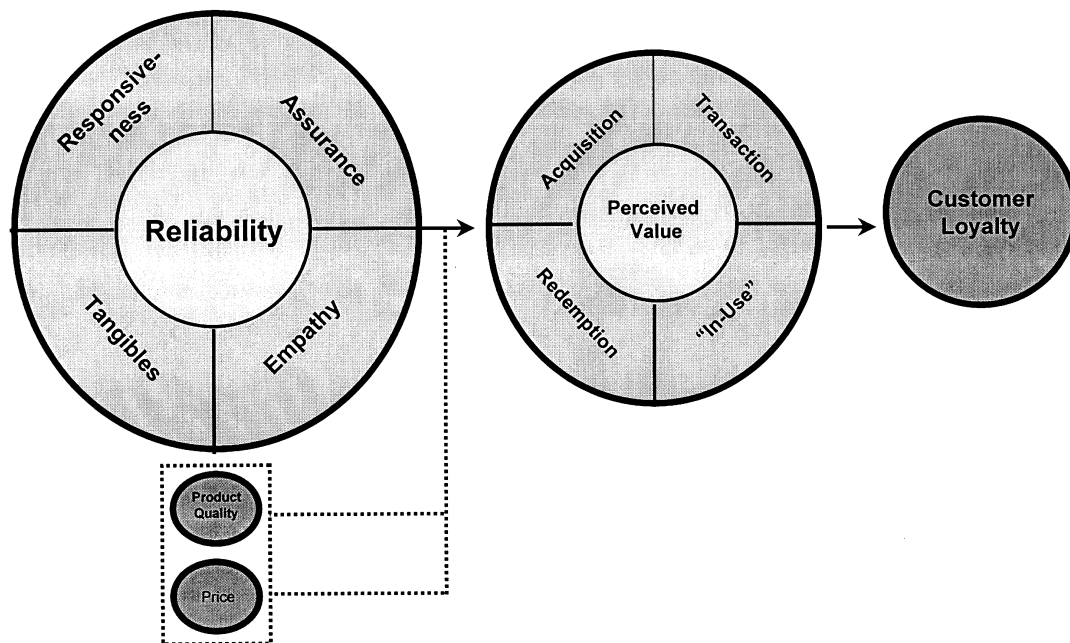 Responsive-
ness
Assurance
Reliability
Tangibles
Empathy
Acquisition
Transaction
Perceived
Value
Redemption
“In-Use”
Customer
Loyalty
Product
Quality
Price